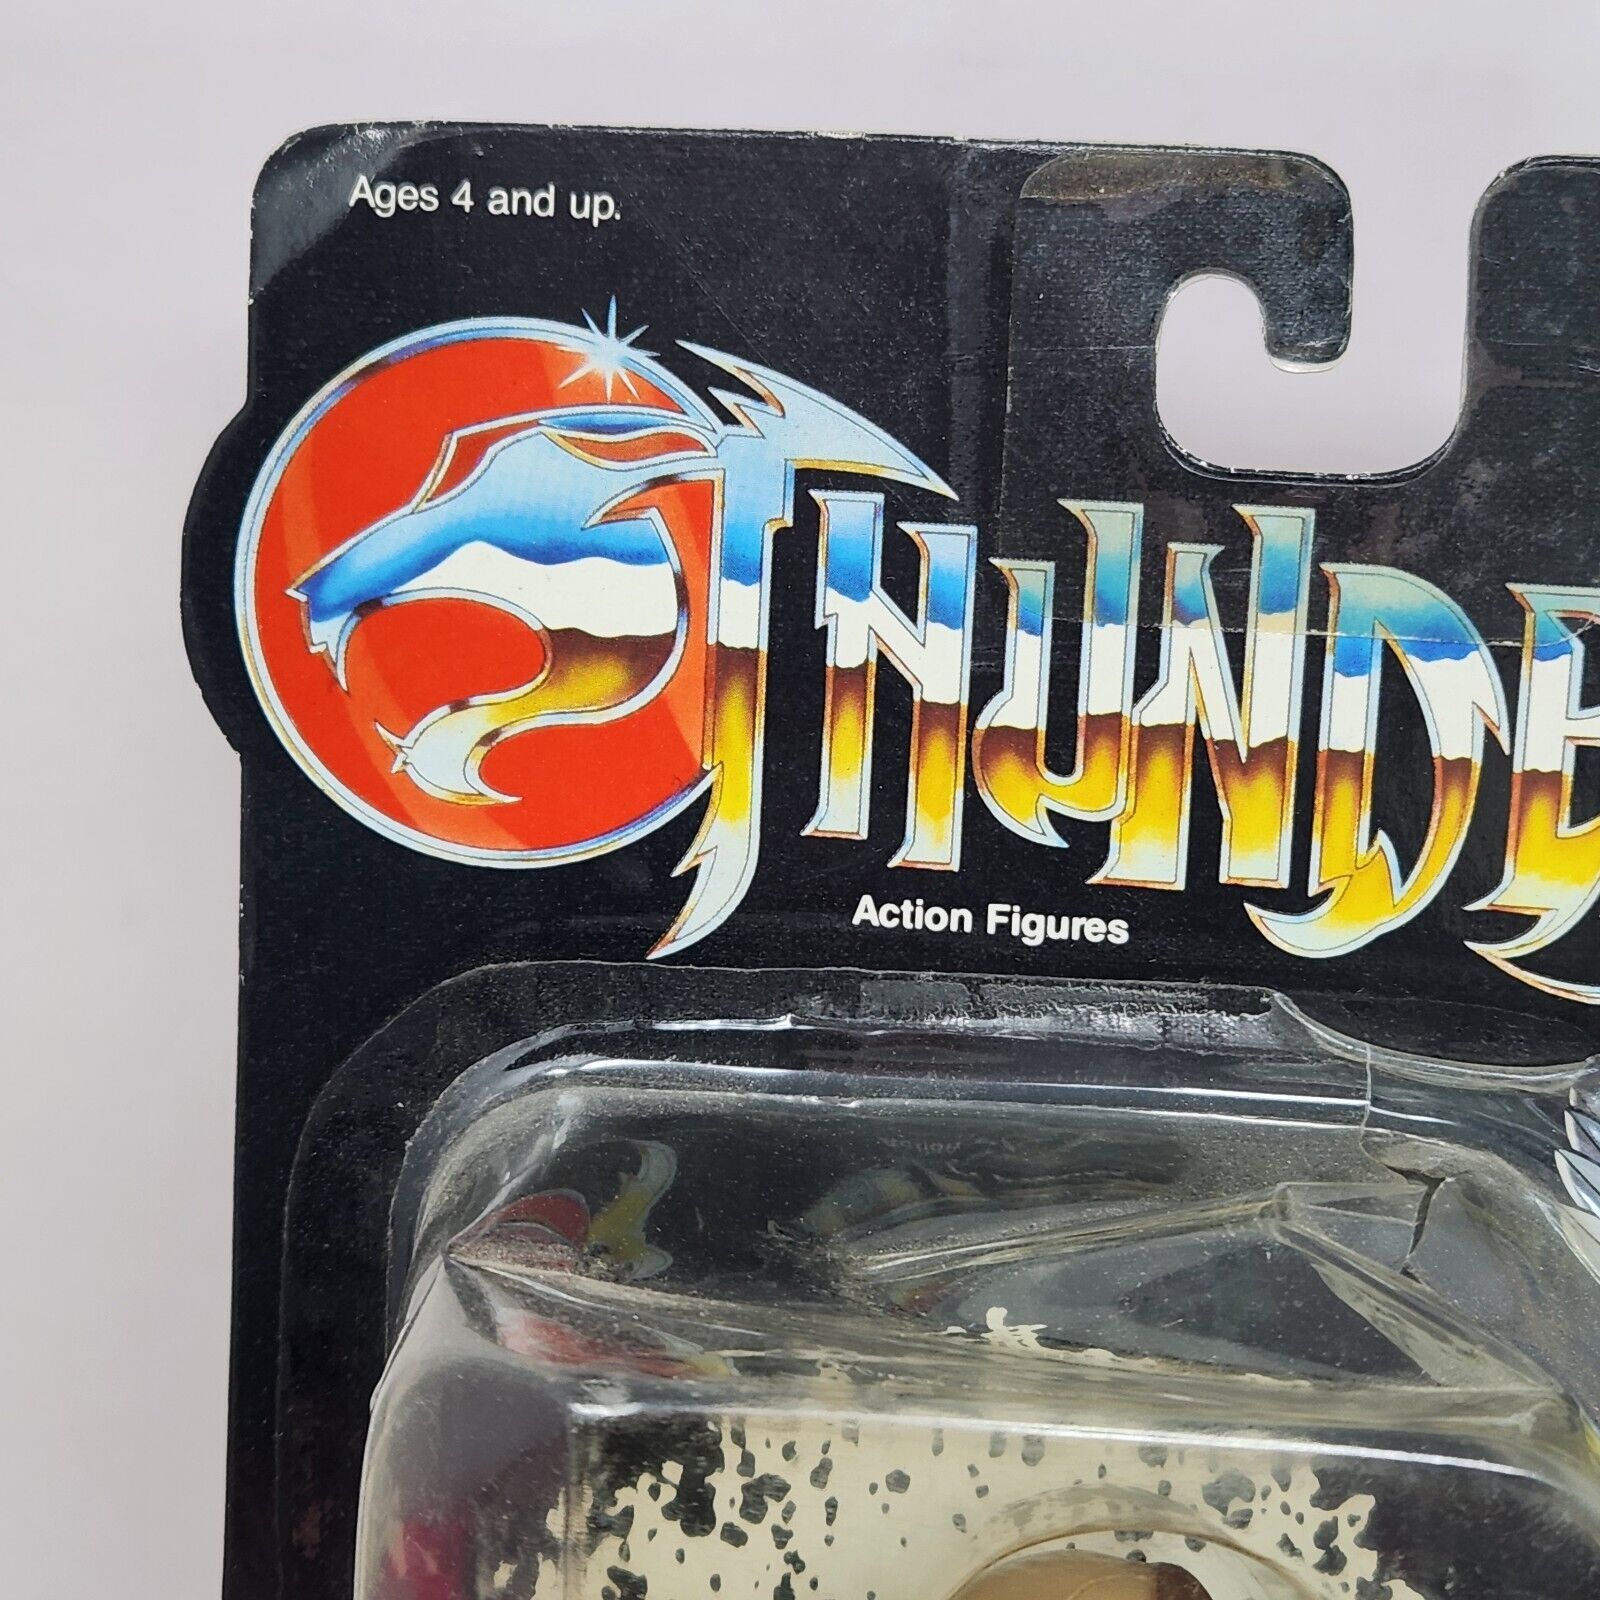 Ages 4 and up.
THUNDE
Action Figures